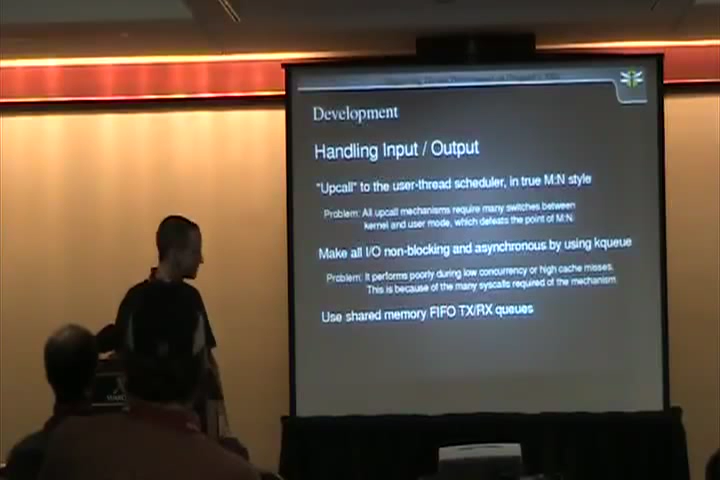 Development
Handling Input / Output
"Upcall" to the user-thread scheduler, in true M:N style
Problem: All upcall mechanisms require many switches between
kernel and user mode, which defeats the point of M:N.
Make all I/O non-blocking and asynchronous by using kqueue
Problem: It performs poorly during low concurrency or high cache misses.
This is because of the many syscalls required of the mechanism
Use shared memory FIFO TX/RX queues